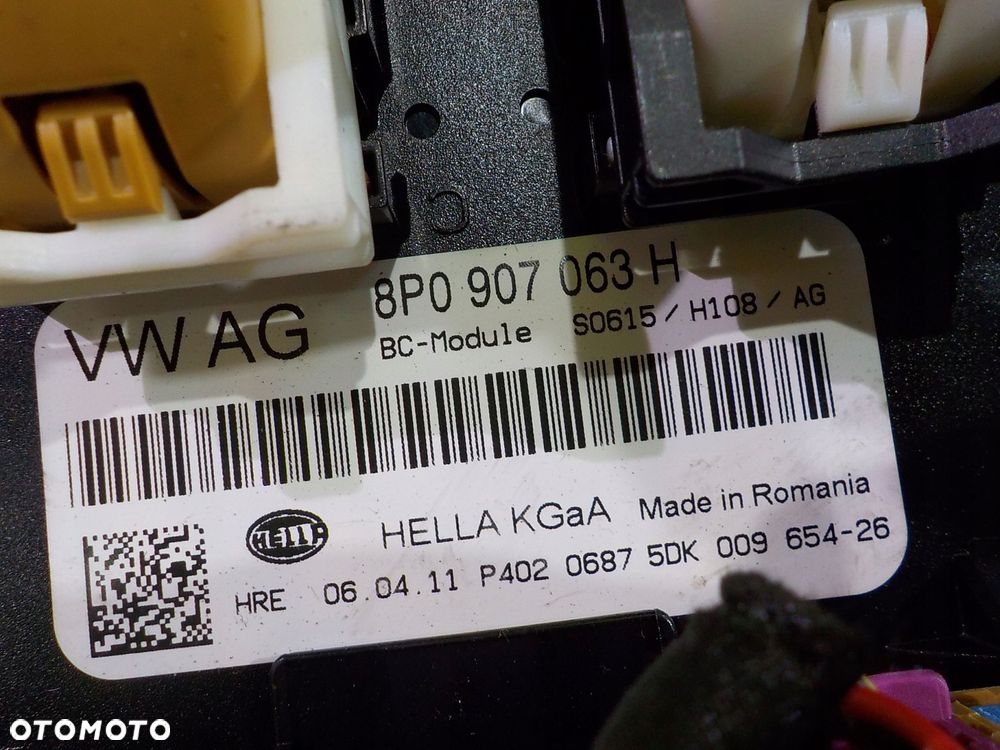 C
VW AG 8P0 907 063 H
BC-Module S0615 / H108 / AG
HELLA HELLA KGaA Made in Romania
HRE 06.04.11 P402 0687 5DK 009 654-26
OTOMOTO